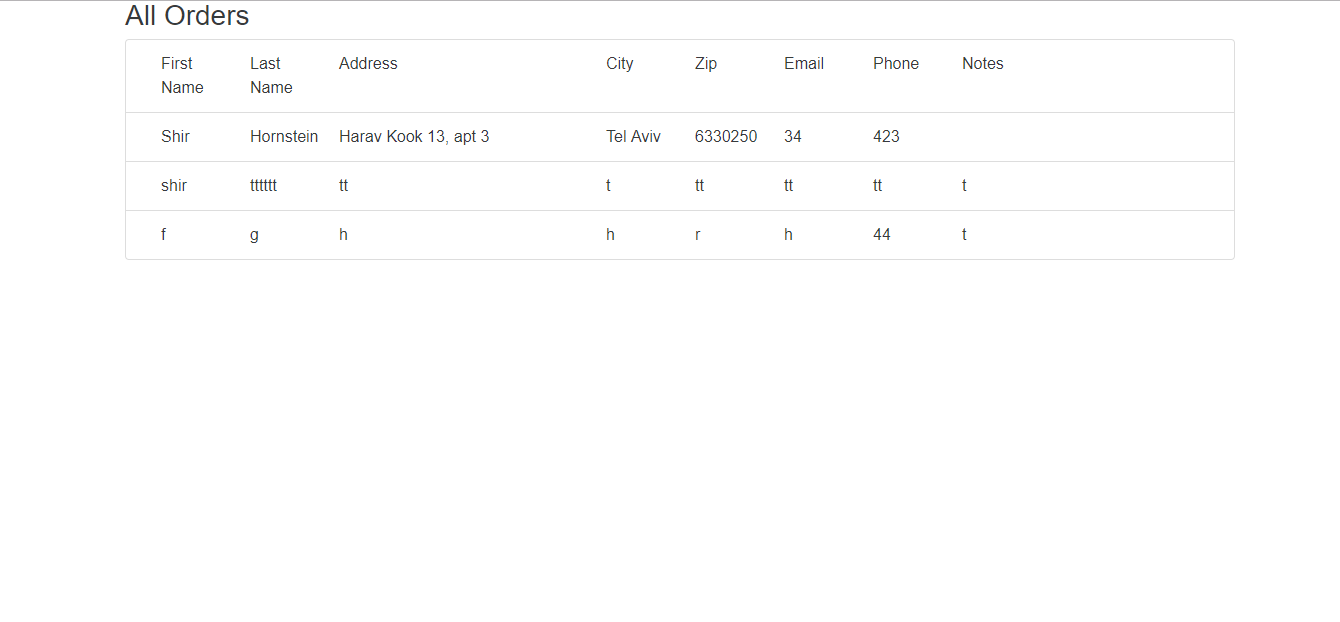 All Orders
First Name Last Name Address City Zip Email Phone Notes
Shir Hornstein Harav Kook 13, apt 3 Tel Aviv 6330250 34 423
shir tttttt tt t tt tt tt t
f g h h r h 44 t